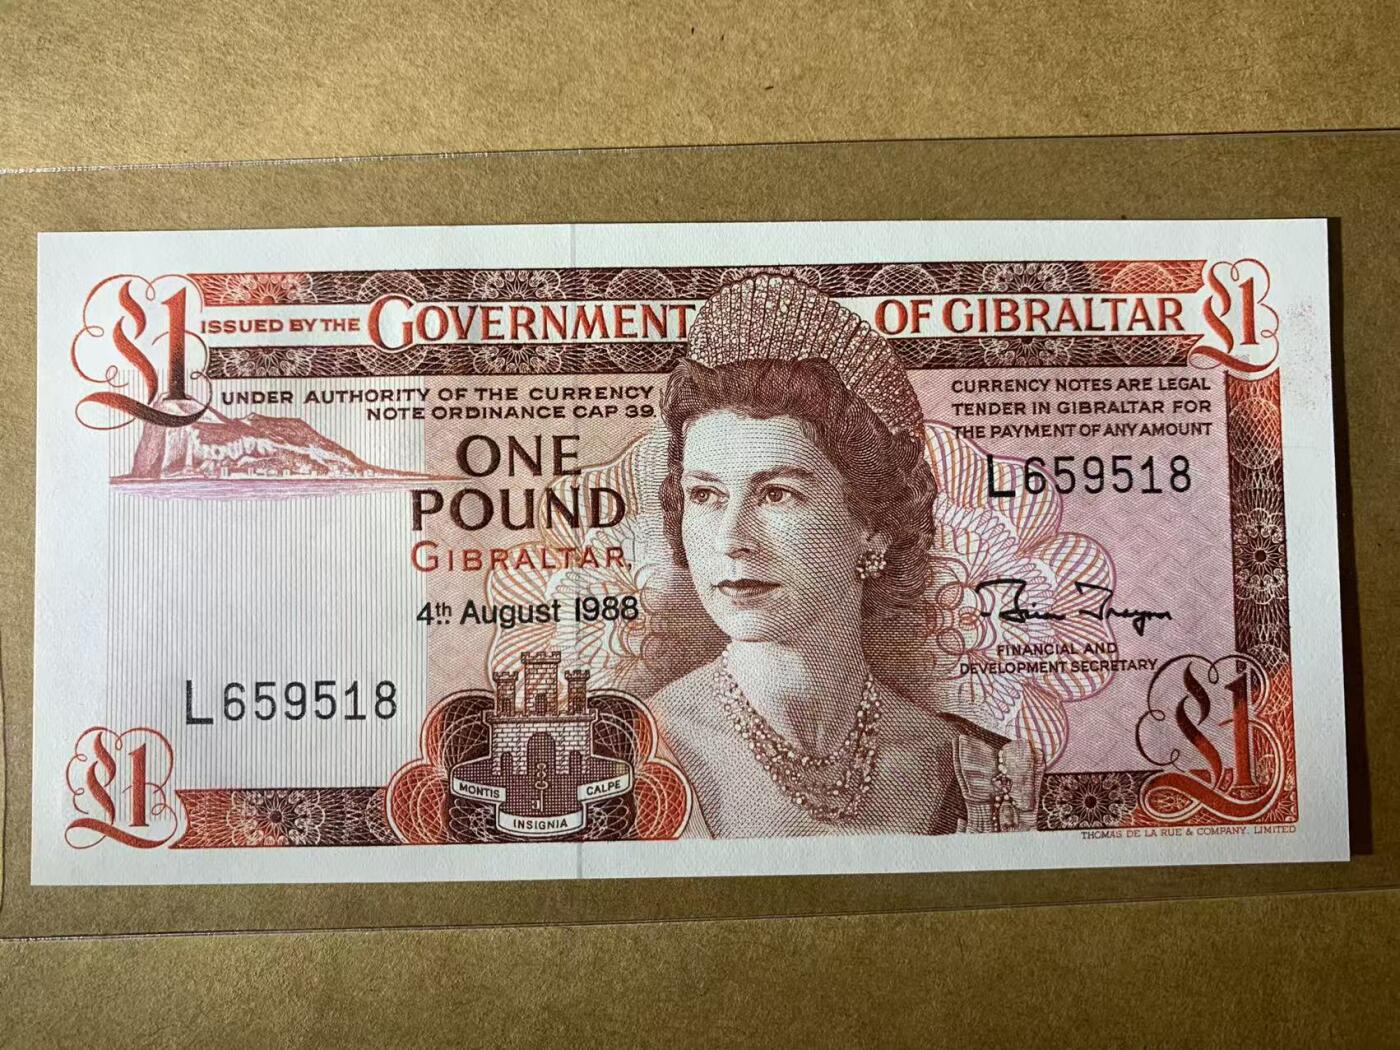 £1 ISSUED BY THE GOVERNMENT OF GIBRALTAR £1
UNDER AUTHORITY OF THE CURRENCY
NOTE ORDINANCE CAP 39.
CURRENCY NOTES ARE LEGAL
TENDER IN GIBRALTAR FOR
THE PAYMENT OF ANY AMOUNT
ONE
POUND
GIBRALTAR,
4th August 1988
L659518
FINANCIAL AND
DEVELOPMENT SECRETARY
L659518
MONTIS CALPE
INSIGNIA
£1
£1
THOMAS DE LA RUE & COMPANY, LIMITED